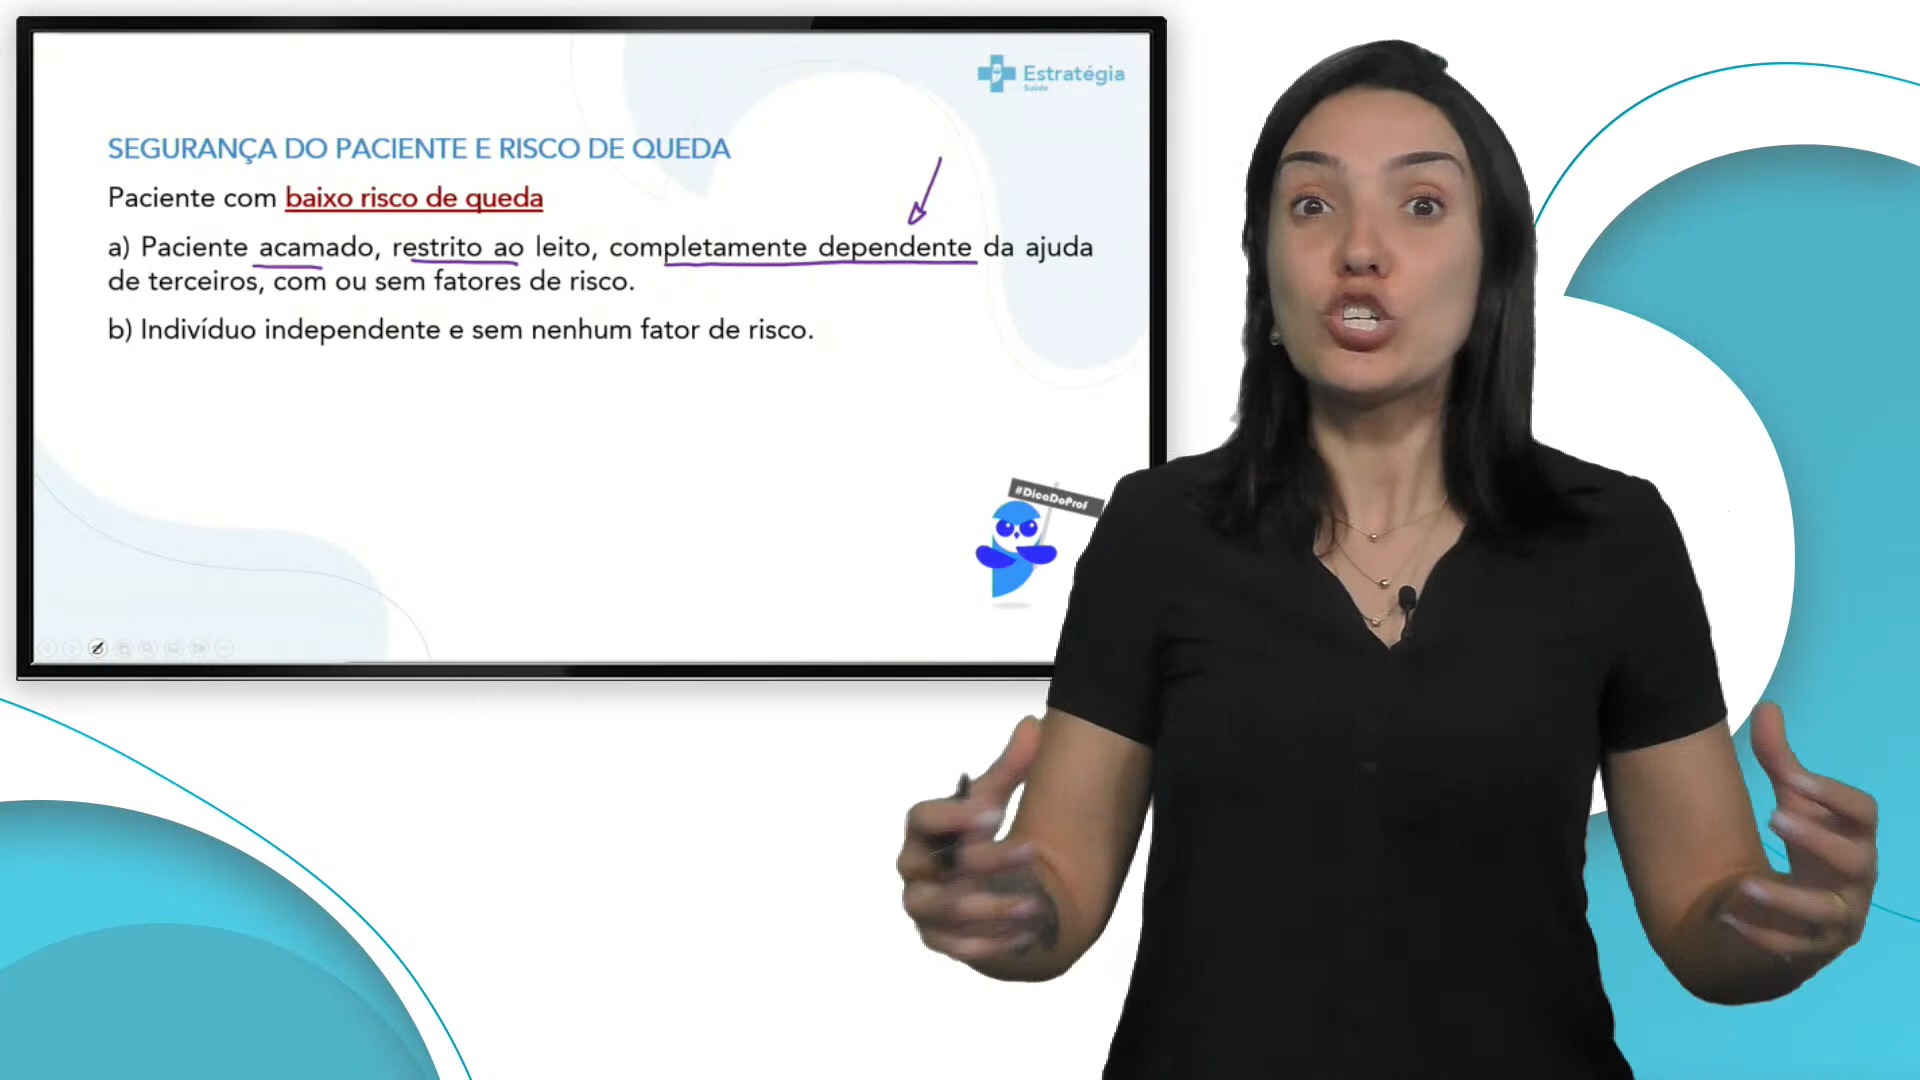 Estratégia
Saúde
SEGURANÇA DO PACIENTE E RISCO DE QUEDA
Paciente com baixo risco de queda
a) Paciente acamado, restrito ao leito, completamente dependente da ajuda
de terceiros, com ou sem fatores de risco.
b) Indivíduo independente e sem nenhum fator de risco.
#DicaDoProf